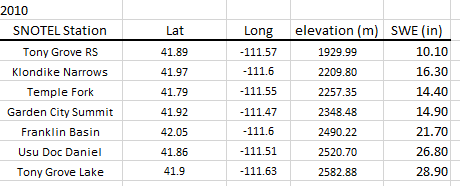 2010
SNOTEL Station Lat Long elevation (m) SWE (in)
Tony Grove RS 41.89 -111.57 1929.99 10.10
Klondike Narrows 41.97 -111.6 2209.80 16.30
Temple Fork 41.79 -111.55 2257.35 14.40
Garden City Summit 41.92 -111.47 2348.48 14.90
Franklin Basin 42.05 -111.6 2490.22 21.70
Usu Doc Daniel 41.86 -111.51 2520.70 26.80
Tony Grove Lake 41.9 -111.63 2582.88 28.90